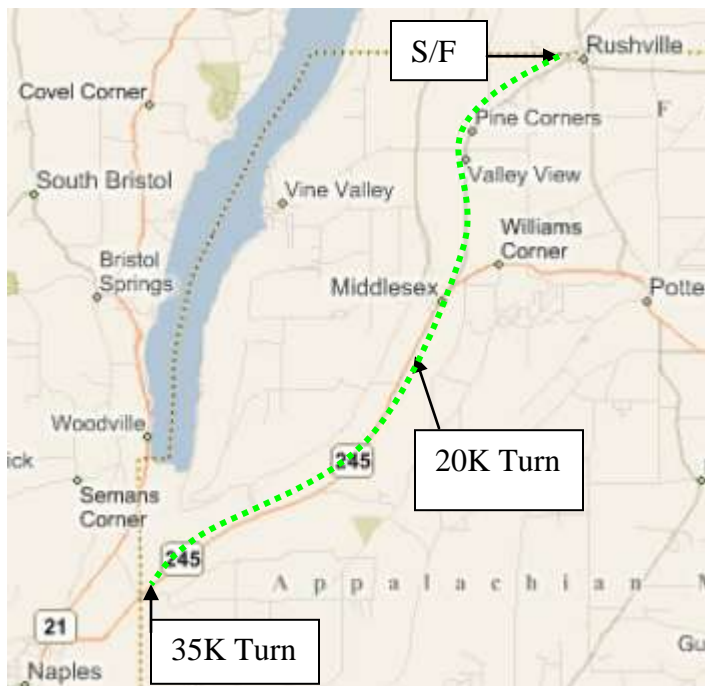 S/F
Rushville
Covel Corner
F
Pine Corners
Valley View
South Bristol
Vine Valley
Williams
Corner
Bristol
Springs
Middlesex
Potte
Woodville
20K Turn
245
ick
Semans
Corner
245
Appalachian M
21
35K Turn
Gu
Naples